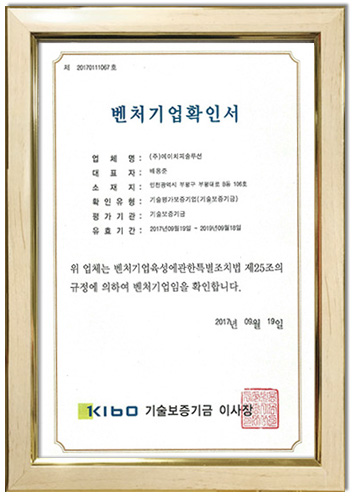 제 20170111067 호
벤처기업확인서
업 체 명 : (주)에이치피솔루션
대 표 자 : 배용준
소 재 지 : 인천광역시 부평구 부평대로 B동 106호
확 인 유 형 : 기술평가보증기업(기술보증기금)
평 가 기 관 : 기술보증기금
유 효 기 간 : 2017년09월19일 ~ 2019년09월18일
위 업체는 벤처기업육성에관한특별조치법 제25조의
규정에 의하여 벤처기업임을 확인합니다.
2017년 09월 19일
KIBO 기술보증기금 이사장